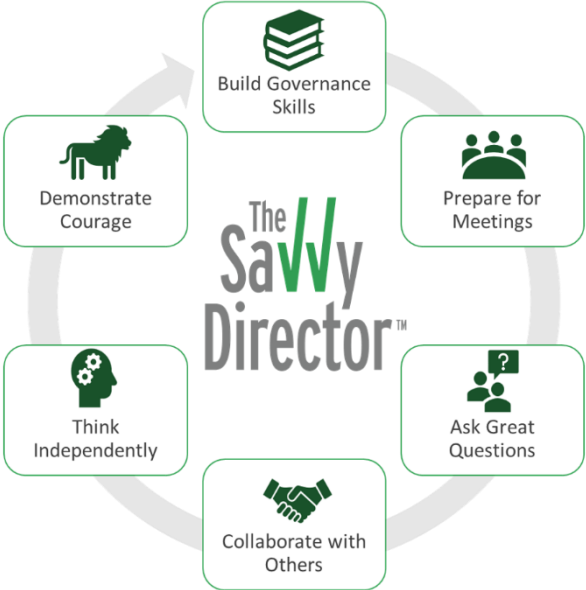 Build Governance
Skills
Prepare for
Meetings
Ask Great
Questions
Collaborate with
Others
Think
Independently
Demonstrate
Courage
The
Savvy
Director™
?